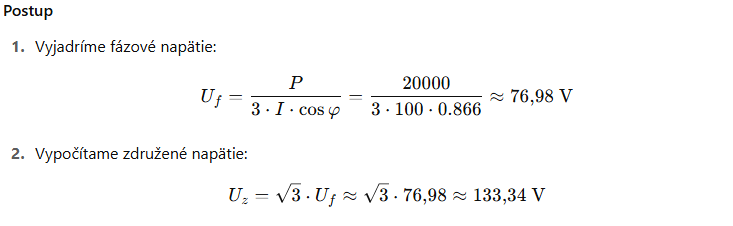 Postup
1. Vyjadríme fázové napätie:
U_f = P / (3 · I · cos φ) = 20000 / (3 · 100 · 0.866) ≈ 76,98 V
2. Vypočítame združené napätie:
U_z = √3 · U_f ≈ √3 · 76,98 ≈ 133,34 V